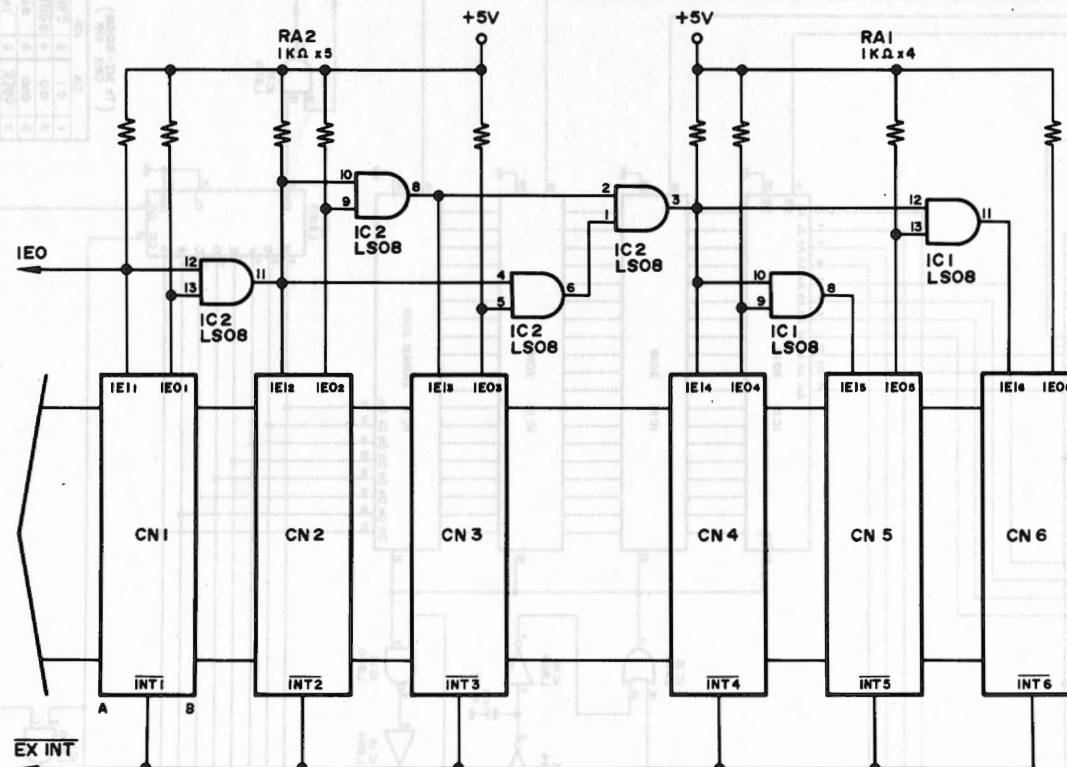 +5V
+5V
RA2
1KΩ x5
RA1
1KΩ x4
10
9
8
IC2
LS08
2
1
3
IC2
LS08
12
13
11
IC1
LS08
IEO
12
13
11
IC2
LS08
4
5
6
IC2
LS08
10
9
8
IC1
LS08
IEI1
IEO1
IEI2
IEO2
IEI3
IEO3
IEI4
IEO4
IEI5
IEO5
IEI6
CN1
CN2
CN3
CN4
CN5
CN6
INT1
INT2
INT3
INT4
INT5
INT6
A
B
EX INT